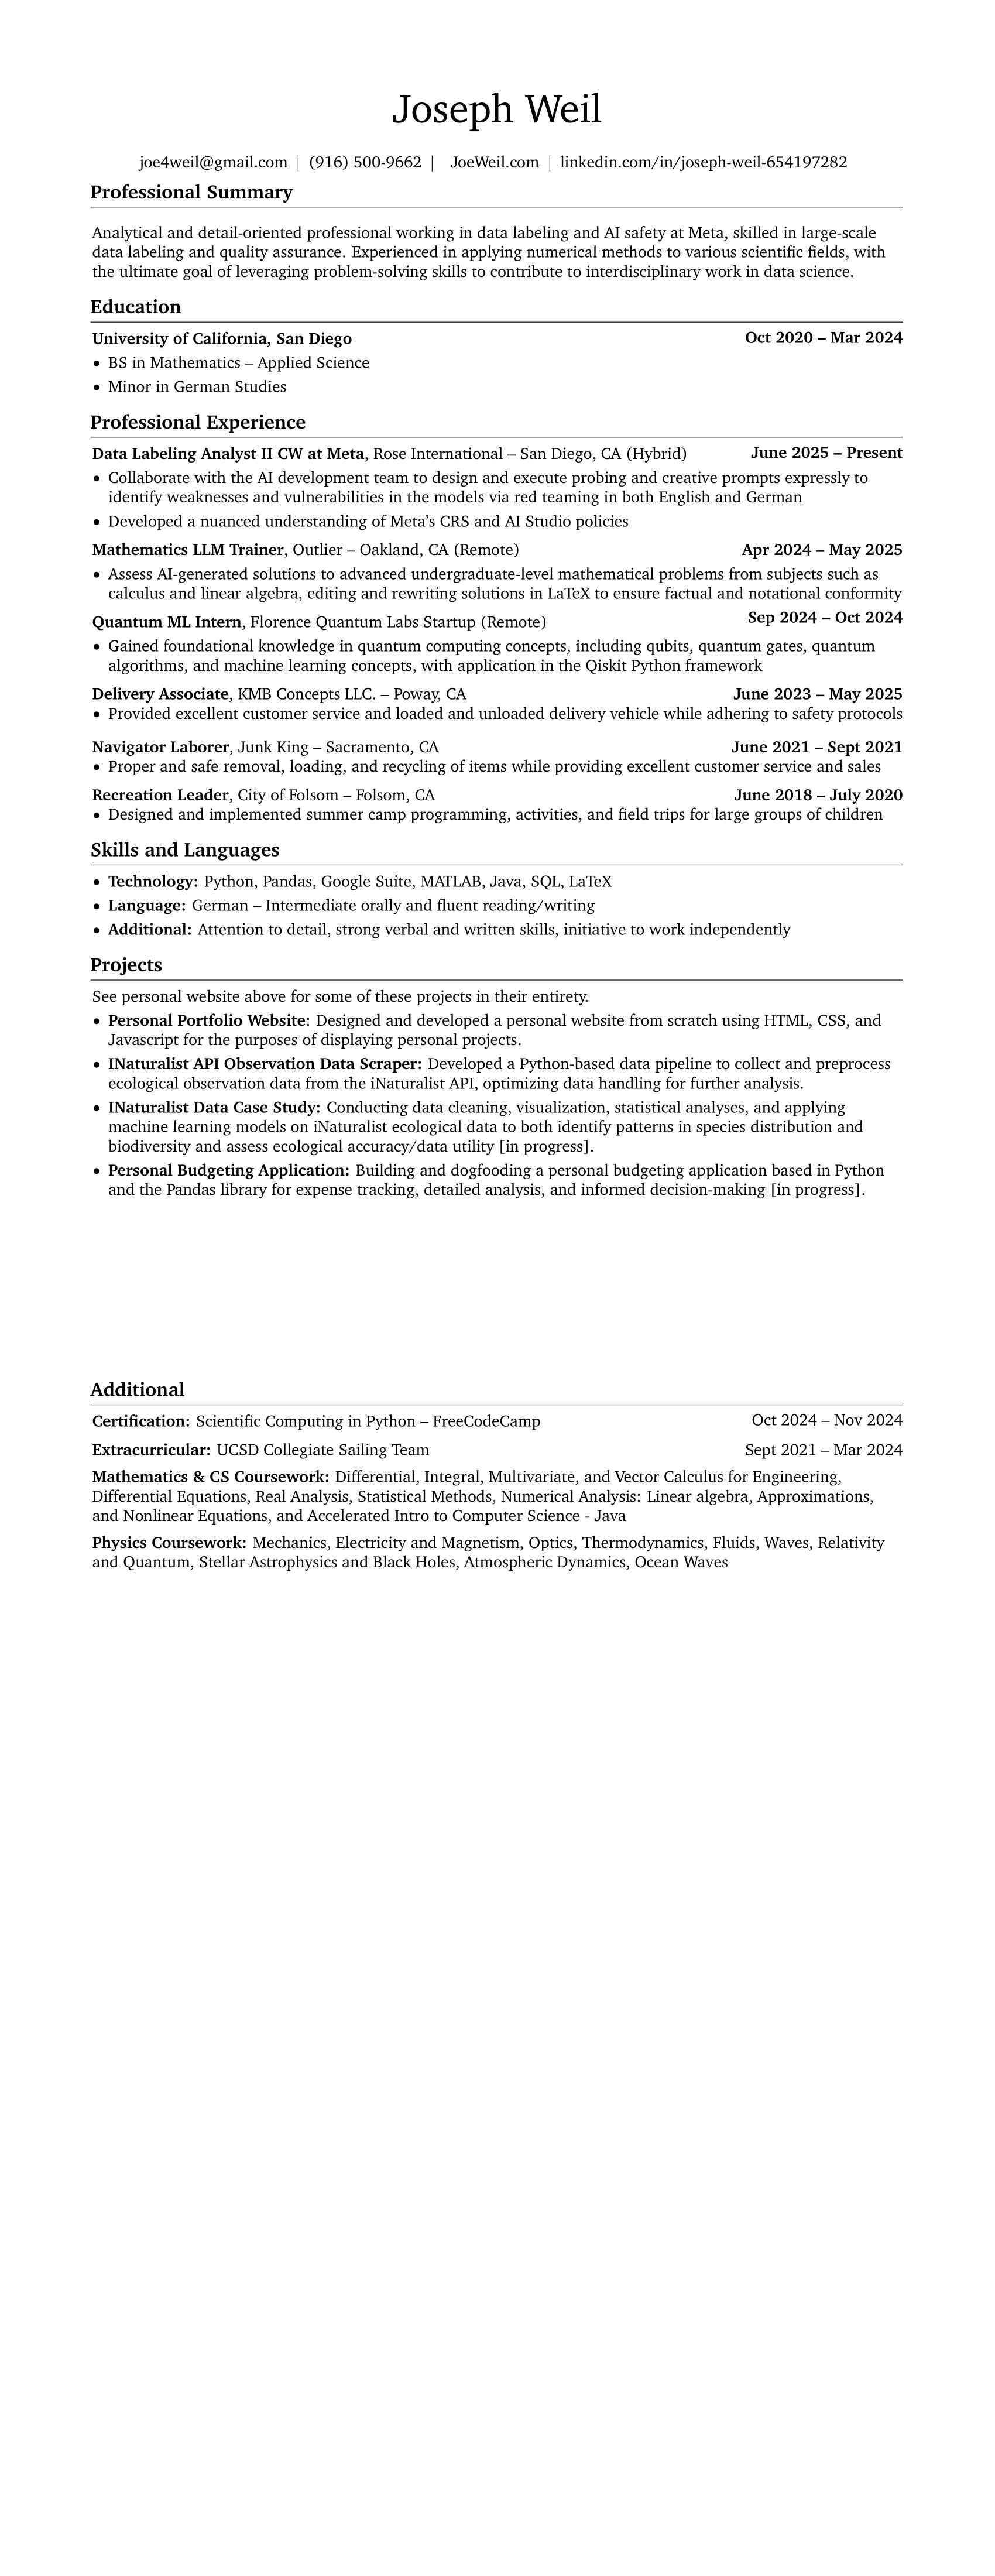 Joseph Weil
joe4weil@gmail.com | (916) 500-9662 | JoeWeil.com | linkedin.com/in/joseph-weil-654197282
Professional Summary
Analytical and detail-oriented professional working in data labeling and AI safety at Meta, skilled in large-scale
data labeling and quality assurance. Experienced in applying numerical methods to various scientific fields, with
the ultimate goal of leveraging problem-solving skills to contribute to interdisciplinary work in data science.
Education
University of California, San Diego Oct 2020 – Mar 2024
• BS in Mathematics – Applied Science
• Minor in German Studies
Professional Experience
Data Labeling Analyst II CW at Meta, Rose International – San Diego, CA (Hybrid) June 2025 – Present
• Collaborate with the AI development team to design and execute probing and creative prompts expressly to
identify weaknesses and vulnerabilities in the models via red teaming in both English and German
• Developed a nuanced understanding of Meta's CRS and AI Studio policies
Mathematics LLM Trainer, Outlier – Oakland, CA (Remote) Apr 2024 – May 2025
• Assess AI-generated solutions to advanced undergraduate-level mathematical problems from subjects such as
calculus and linear algebra, editing and rewriting solutions in LaTeX to ensure factual and notational conformity
Quantum ML Intern, Florence Quantum Labs Startup (Remote) Sep 2024 – Oct 2024
• Gained foundational knowledge in quantum computing concepts, including qubits, quantum gates, quantum
algorithms, and machine learning concepts, with application in the Qiskit Python framework
Delivery Associate, KMB Concepts LLC. – Poway, CA June 2023 – May 2025
• Provided excellent customer service and loaded and unloaded delivery vehicle while adhering to safety protocols
Navigator Laborer, Junk King – Sacramento, CA June 2021 – Sept 2021
• Proper and safe removal, loading, and recycling of items while providing excellent customer service and sales
Recreation Leader, City of Folsom – Folsom, CA June 2018 – July 2020
• Designed and implemented summer camp programming, activities, and field trips for large groups of children
Skills and Languages
• Technology: Python, Pandas, Google Suite, MATLAB, Java, SQL, LaTeX
• Language: German – Intermediate orally and fluent reading/writing
• Additional: Attention to detail, strong verbal and written skills, initiative to work independently
Projects
See personal website above for some of these projects in their entirety.
• Personal Portfolio Website: Designed and developed a personal website from scratch using HTML, CSS, and
Javascript for the purposes of displaying personal projects.
• INaturalist API Observation Data Scraper: Developed a Python-based data pipeline to collect and preprocess
ecological observation data from the iNaturalist API, optimizing data handling for further analysis.
• INaturalist Data Case Study: Conducting data cleaning, visualization, statistical analyses, and applying
machine learning models on iNaturalist ecological data to both identify patterns in species distribution and
biodiversity and assess ecological accuracy/data utility [in progress].
• Personal Budgeting Application: Building and dogfooding a personal budgeting application based in Python
and the Pandas library for expense tracking, detailed analysis, and informed decision-making [in progress].
Additional
Certification: Scientific Computing in Python – FreeCodeCamp Oct 2024 – Nov 2024
Extracurricular: UCSD Collegiate Sailing Team Sept 2021 – Mar 2024
Mathematics & CS Coursework: Differential, Integral, Multivariate, and Vector Calculus for Engineering,
Differential Equations, Real Analysis, Statistical Methods, Numerical Analysis: Linear algebra, Approximations,
and Nonlinear Equations, and Accelerated Intro to Computer Science - Java
Physics Coursework: Mechanics, Electricity and Magnetism, Optics, Thermodynamics, Fluids, Waves, Relativity
and Quantum, Stellar Astrophysics and Black Holes, Atmospheric Dynamics, Ocean Waves